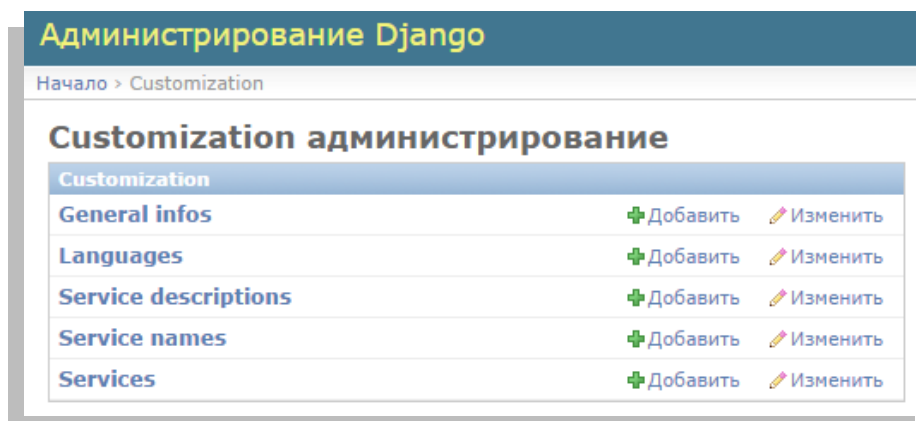 Администрирование Django
Начало › Customization
Customization администрирование
Customization
General infos Добавить Изменить
Languages Добавить Изменить
Service descriptions Добавить Изменить
Service names Добавить Изменить
Services Добавить Изменить